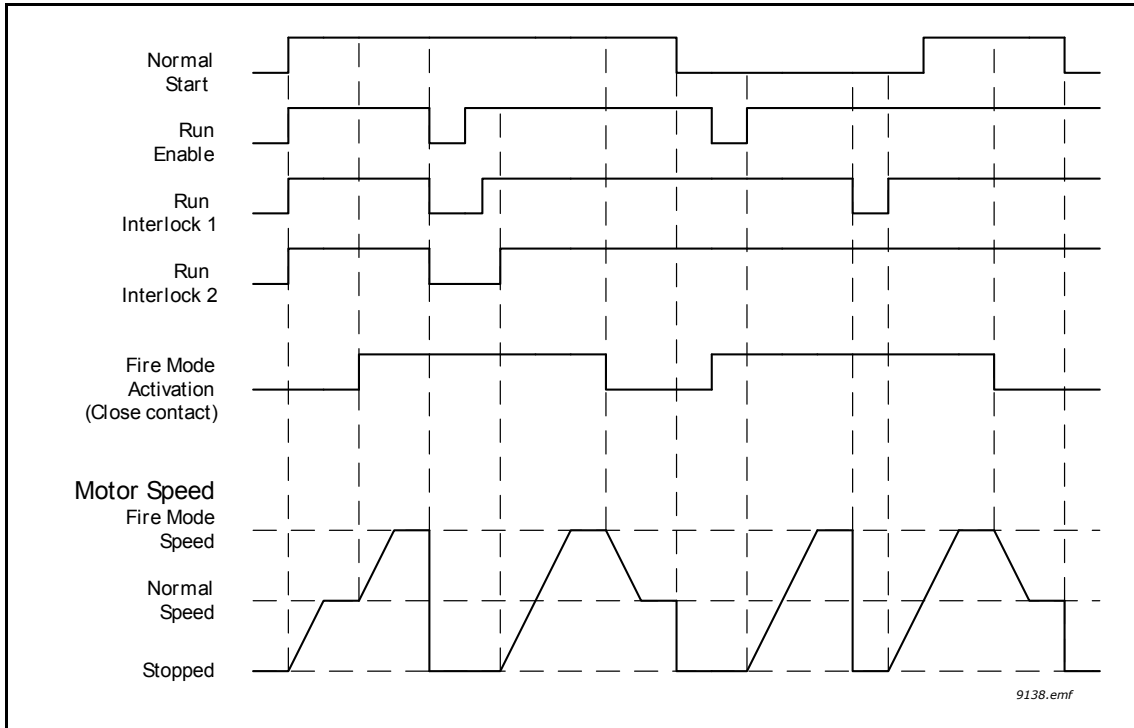 Normal
Start
Run
Enable
Run
Interlock 1
Run
Interlock 2
Fire Mode
Activation
(Close contact)
Motor Speed
Fire Mode
Speed
Normal
Speed
Stopped
9138.emf